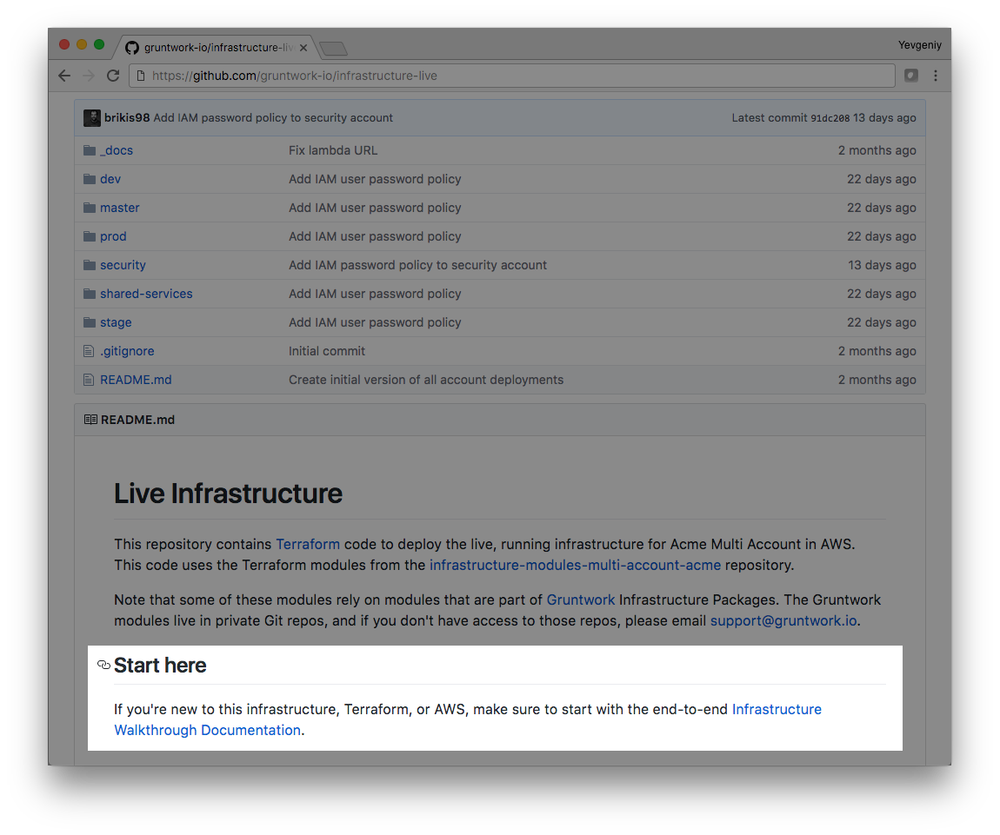 gruntwork-io/infrastructure-liv
Yevgeniy
https://github.com/gruntwork-io/infrastructure-live
brikis98 Add IAM password policy to security account Latest commit 91dc208 13 days ago
_docs Fix lambda URL 2 months ago
dev Add IAM user password policy 22 days ago
master Add IAM user password policy 22 days ago
prod Add IAM user password policy 22 days ago
security Add IAM password policy to security account 13 days ago
shared-services Add IAM user password policy 22 days ago
stage Add IAM user password policy 22 days ago
.gitignore Initial commit 2 months ago
README.md Create initial version of all account deployments 2 months ago
README.md
Live Infrastructure
This repository contains Terraform code to deploy the live, running infrastructure for Acme Multi Account in AWS.
This code uses the Terraform modules from the infrastructure-modules-multi-account-acme repository.
Note that some of these modules rely on modules that are part of Gruntwork Infrastructure Packages. The Gruntwork
modules live in private Git repos, and if you don't have access to those repos, please email support@gruntwork.io.
Start here
If you're new to this infrastructure, Terraform, or AWS, make sure to start with the end-to-end Infrastructure
Walkthrough Documentation.